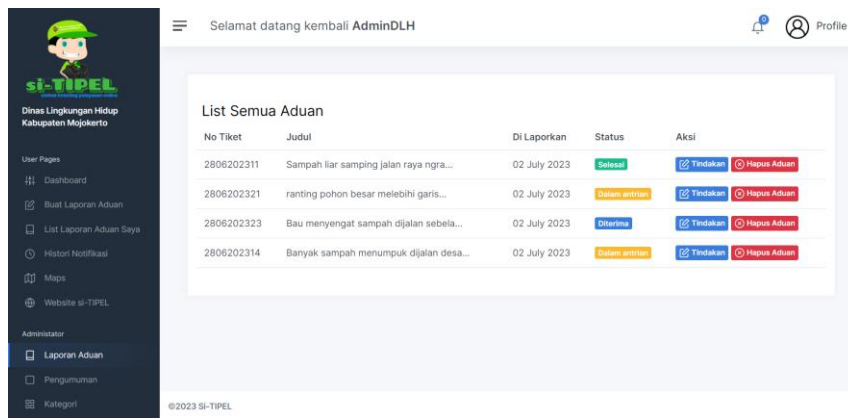 si-TIPEL
Dinas Lingkungan Hidup
Kabupaten Mojokerto
User Pages
Dashboard
Buat Laporan Aduan
List Laporan Aduan Saya
Histori Notifikasi
Maps
Website si-TIPEL
Administator
Laporan Aduan
Pengumuman
Kategori
Selamat datang kembali AdminDLH
0
Profile
List Semua Aduan
No Tiket Judul Di Laporkan Status Aksi
2806202311 Sampah liar samping jalan raya ngra... 02 July 2023 Selesai Tindakan Hapus Aduan
2806202321 ranting pohon besar melebihi garis... 02 July 2023 Dalam antrian Tindakan Hapus Aduan
2806202323 Bau menyengat sampah dijalan sebela... 02 July 2023 Diterima Tindakan Hapus Aduan
2806202314 Banyak sampah menumpuk dijalan desa... 02 July 2023 Dalam antrian Tindakan Hapus Aduan
©2023 Si-TIPEL